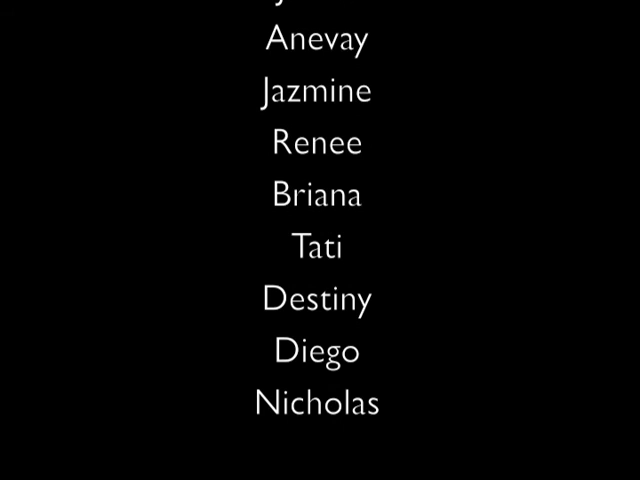 Anevay
Jazmine
Renee
Briana
Tati
Destiny
Diego
Nicholas